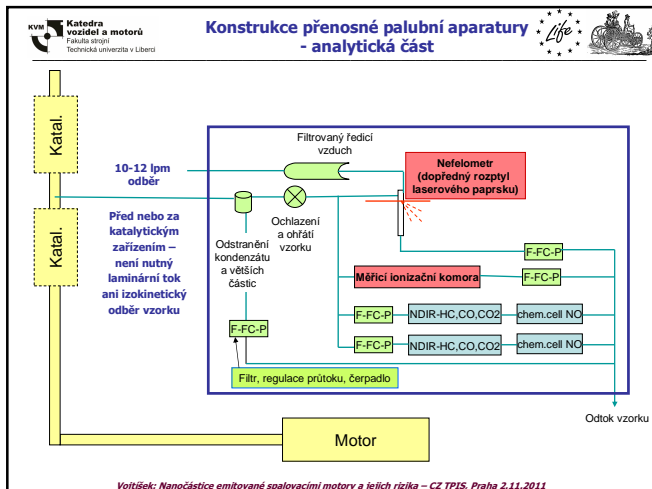 KVM
Katedra
vozidel a motorů
Fakulta strojní
Technická univerzita v Liberci
Konstrukce přenosné palubní aparatury
- analytická část
Life
Katal.
Katal.
10-12 lpm
odběr
Před nebo za
katalytickým
zařízením –
není nutný
laminární tok
ani izokinetický
odběr vzorku
Filtrovaný ředicí
vzduch
Nefelometr
(dopředný rozptyl
laserového paprsku)
Ochlazení
a ohřátí
vzorku
Odstranění
kondenzátu
a větších
částic
F-FC-P
Měřicí ionizační komora
F-FC-P
F-FC-P
NDIR-HC,CO,CO2
chem.cell NO
F-FC-P
F-FC-P
NDIR-HC,CO,CO2
chem.cell NO
Filtr, regulace průtoku, čerpadlo
Odtok vzorku
Motor
Vojtíšek: Nanočástice emitované spalovacími motory a jejich rizika – CZ TPIS, Praha 2.11.2011